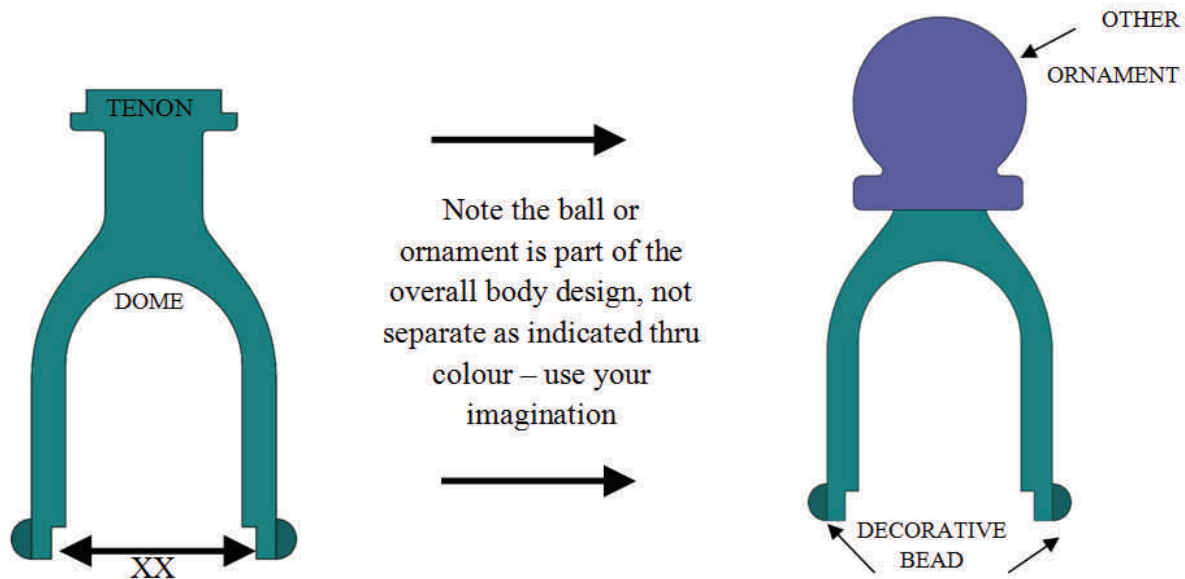 TENON
DOME
XX
Note the ball or
ornament is part of the
overall body design, not
separate as indicated thru
colour – use your
imagination
OTHER
ORNAMENT
DECORATIVE
BEAD